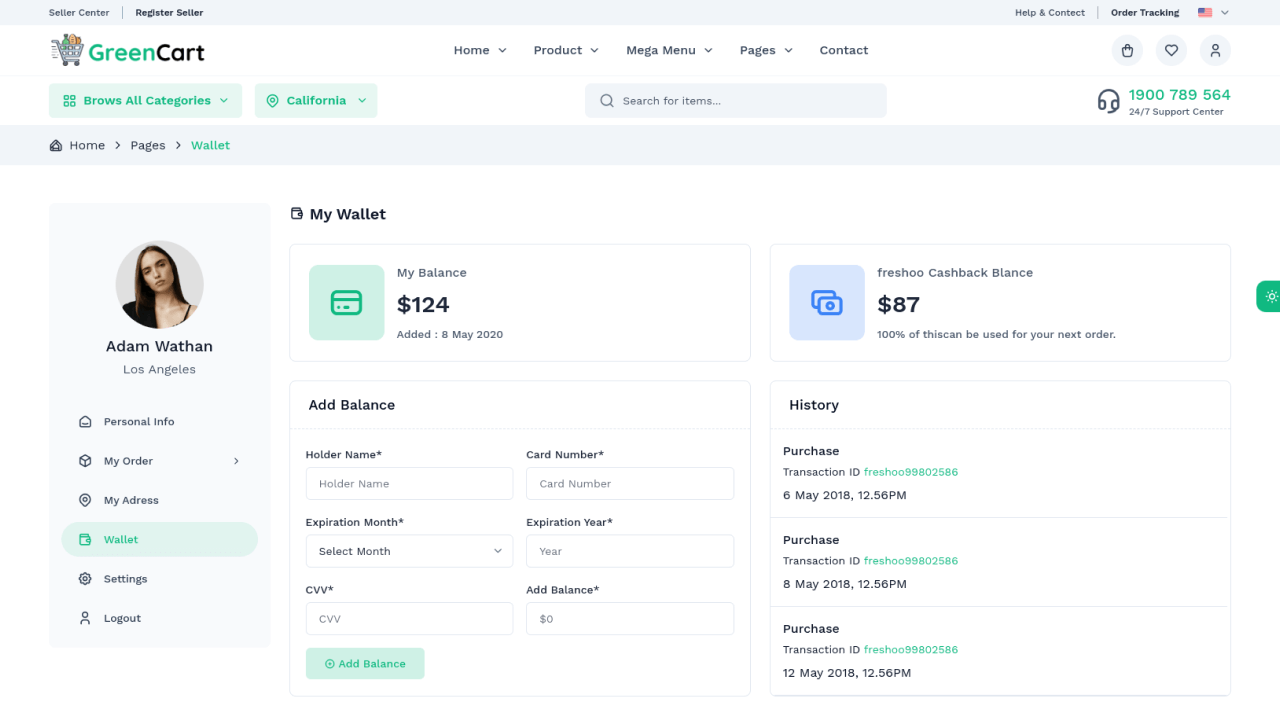 Seller Center
Register Seller
Help & Contect
Order Tracking
GreenCart
Home
Product
Mega Menu
Pages
Contact
Brows All Categories
California
Search for items...
1900 789 564
24/7 Support Center
Home
Pages
Wallet
Adam Wathan
Los Angeles
Personal Info
My Order
My Adress
Wallet
Settings
Logout
My Wallet
My Balance
$124
Added : 8 May 2020
freshoo Cashback Blance
$87
100% of thiscan be used for your next order.
Add Balance
Holder Name*
Card Number*
Holder Name
Card Number
Expiration Month*
Expiration Year*
Select Month
Year
CVV*
Add Balance*
CVV
$0
Add Balance
History
Purchase
Transaction ID freshoo99802586
6 May 2018, 12.56PM
Purchase
Transaction ID freshoo99802586
8 May 2018, 12.56PM
Purchase
Transaction ID freshoo99802586
12 May 2018, 12.56PM